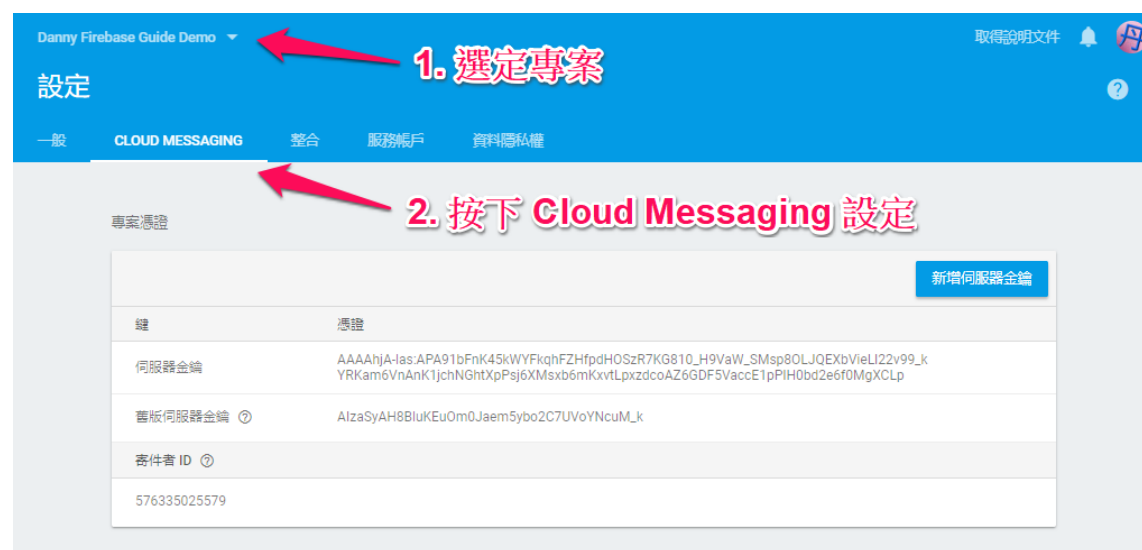 Danny Firebase Guide Demo
取得說明文件
丹
1. 選定專案
設定
一般 CLOUD MESSAGING 整合 服務帳戶 資料隱私權
2. 按下 Cloud Messaging 設定
專案憑證
新增伺服器金鑰
鍵 憑證
伺服器金鑰 AAAAhjA-las:APA91bFnK45kWYFkqhFZHfpdHOSzR7KG810_H9VaW_SMsp8OLJQEXbVieLI22v99_k
YRKam6VnAnK1jchNGhtXpPsj6XMsxb6mKxvtLpxzdcoAZ6GDF5VaccE1pPIH0bd2e6f0MgXCLp
舊版伺服器金鑰 AIzaSyAH8BIuKEuOm0Jaem5ybo2C7UVoYNcuM_k
寄件者 ID
576335025579